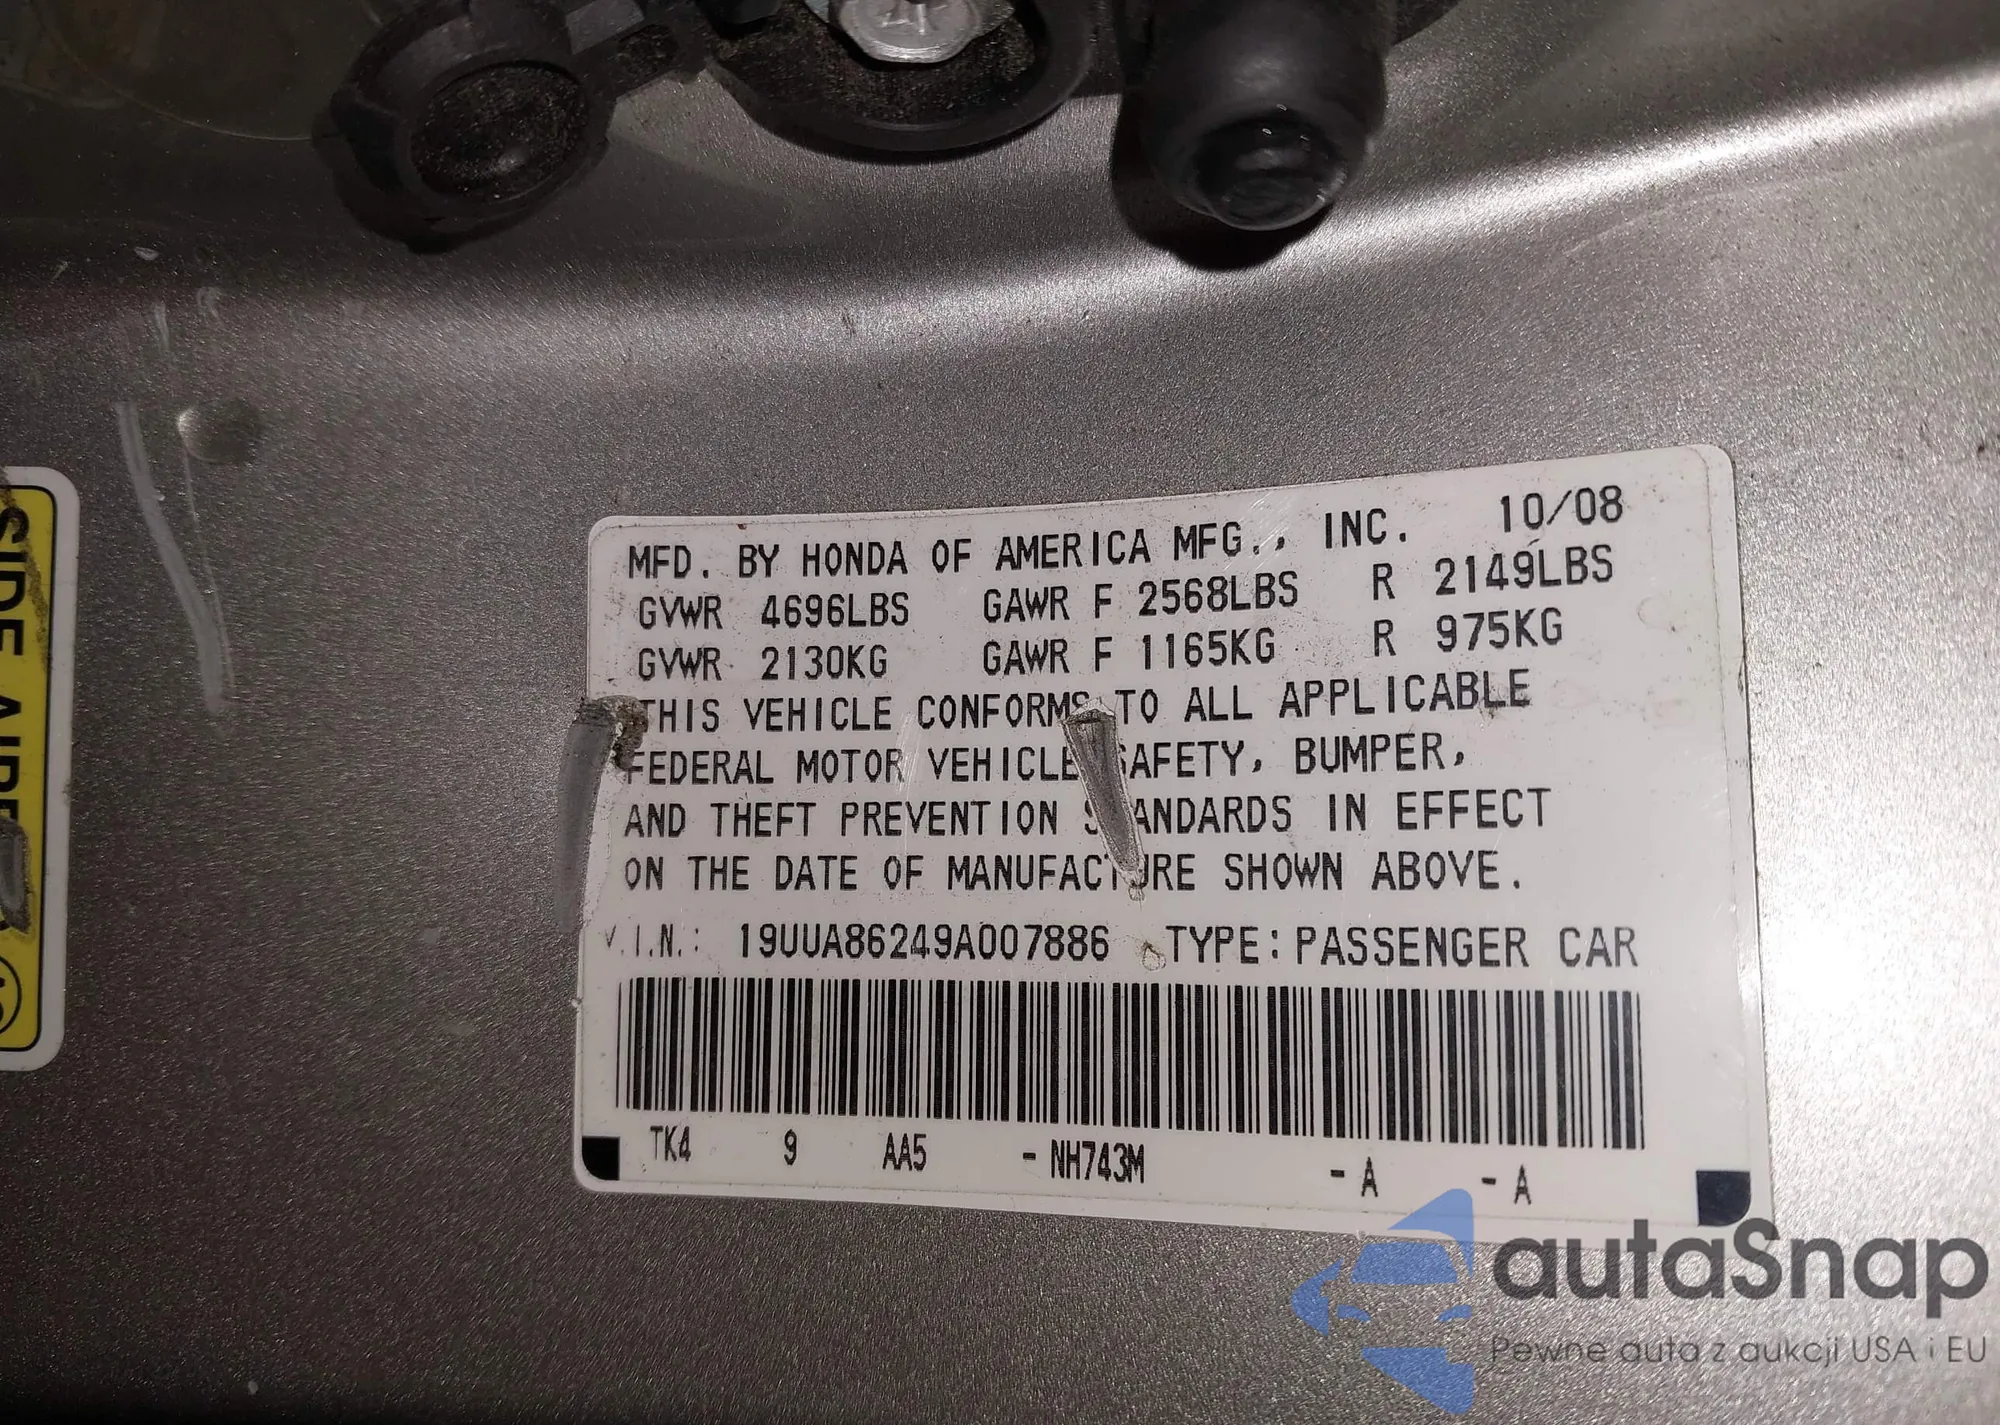 MFD. BY HONDA OF AMERICA MFG., INC. 10/08
GVWR 4696LBS GAWR F 2568LBS R 2149LBS
GVWR 2130KG GAWR F 1165KG R 975KG
THIS VEHICLE CONFORMS TO ALL APPLICABLE
FEDERAL MOTOR VEHICLE SAFETY, BUMPER,
AND THEFT PREVENTION STANDARDS IN EFFECT
ON THE DATE OF MANUFACTURE SHOWN ABOVE.
V.I.N.: 19UUA86249A007886 TYPE: PASSENGER CAR
TK4 9 AA5 - NH743M - A - A
SIDE
autoSnap
Pewne auta z aukcji USA i EU